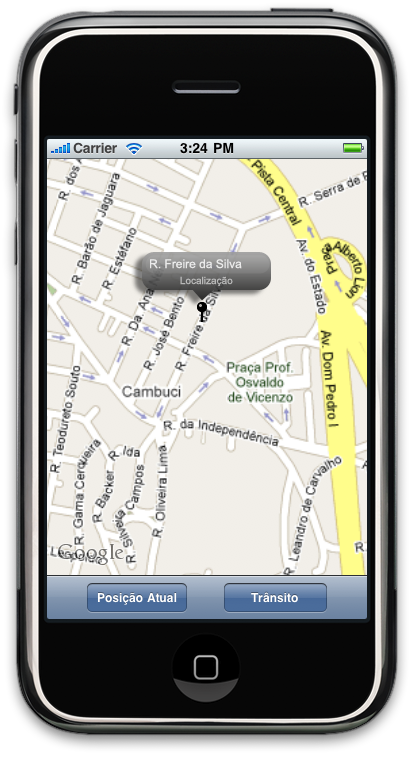 Carrier
3:24 PM
R. dos A
R. Barão de Jaguara
R. Estéfano
Pista Central
R. Serra de
Av. do Estado
Alberto Lion
R. Freire da Silva
Localização
R. Da. Ana
R. José Bento
R. Freire da Silva
Av. Dom Pedro I
Praça Prof.
Osvaldo
de Vicenzo
Cambuci
R. Teodureto Souto
R. da Independência
R. Gama Cerqueira
R. Backer
R. Ilda
R. Silveira Campos
R. Oliveira Lima
R. Leandro de Carvalho
R.
Google
Posição Atual
Trânsito